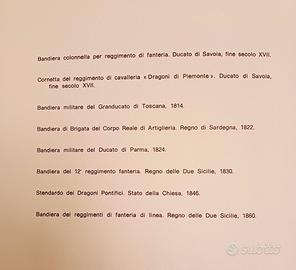 Bandiera colonnella per reggimento di fanteria. Ducato di Savoia, fine secolo XVII.
Cornetta del reggimento di cavalleria «Dragoni di Piemonte». Ducato di Savoia,
fine secolo XVII.
Bandiera militare del Granducato di Toscana, 1814.
Bandiera di Brigata del Corpo Reale di Artiglieria. Regno di Sardegna, 1822.
Bandiera militare del Ducato di Parma, 1824.
Bandiera del 12° reggimento fanteria. Regno delle Due Sicilie, 1830.
Stendardo dei Dragoni Pontifici. Stato della Chiesa, 1846.
Bandiera dei reggimenti di fanteria di linea. Regno delle Due Sicilie, 1860.
subito